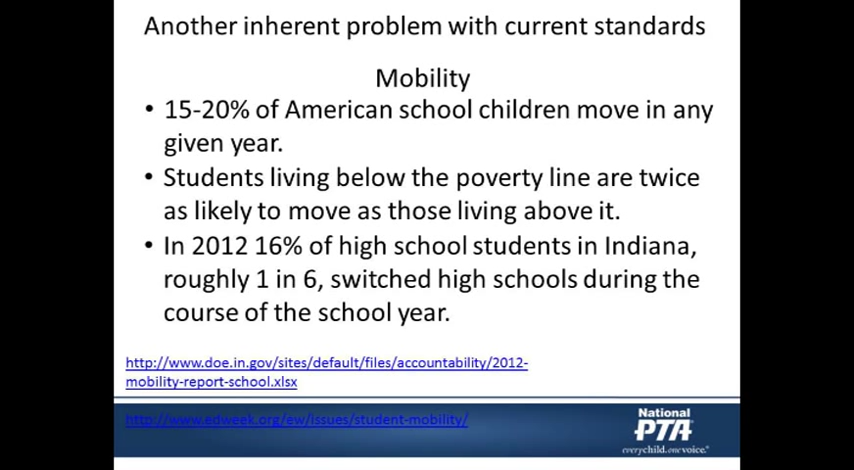 Another inherent problem with current standards
Mobility
• 15-20% of American school children move in any
given year.
• Students living below the poverty line are twice
as likely to move as those living above it.
• In 2012 16% of high school students in Indiana,
roughly 1 in 6, switched high schools during the
course of the school year.
http://www.doe.in.gov/sites/default/files/accountability/2012-
mobility-report-school.xlsx
http://www.edweek.org/ew/issues/student-mobility/
National
PTA
everychild.onevoice.®